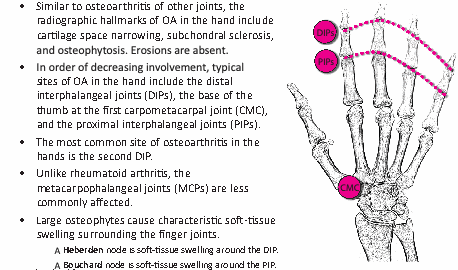 • Similar to osteoarthritis of other joints, the
radiographic hallmarks of OA in the hand include
cartilage space narrowing, subchondral sclerosis,
and osteophytosis. Erosions are absent.
• In order of decreasing involvement, typical
sites of OA in the hand include the distal
interphalangeal joints (DIPs), the base of the
thumb at the first carpometacarpal joint (CMC),
and the proximal interphalangeal joints (PIPs).
• The most common site of osteoarthritis in the
hands is the second DIP.
• Unlike rheumatoid arthritis, the
metacarpophalangeal joints (MCPs) are less
commonly affected.
• Large osteophytes cause characteristic soft-tissue
swelling surrounding the finger joints.
A Heberden node is soft-tissue swelling around the DIP.
A Bouchard node is soft-tissue swelling around the PIP.
DIPs
PIPs
CMC